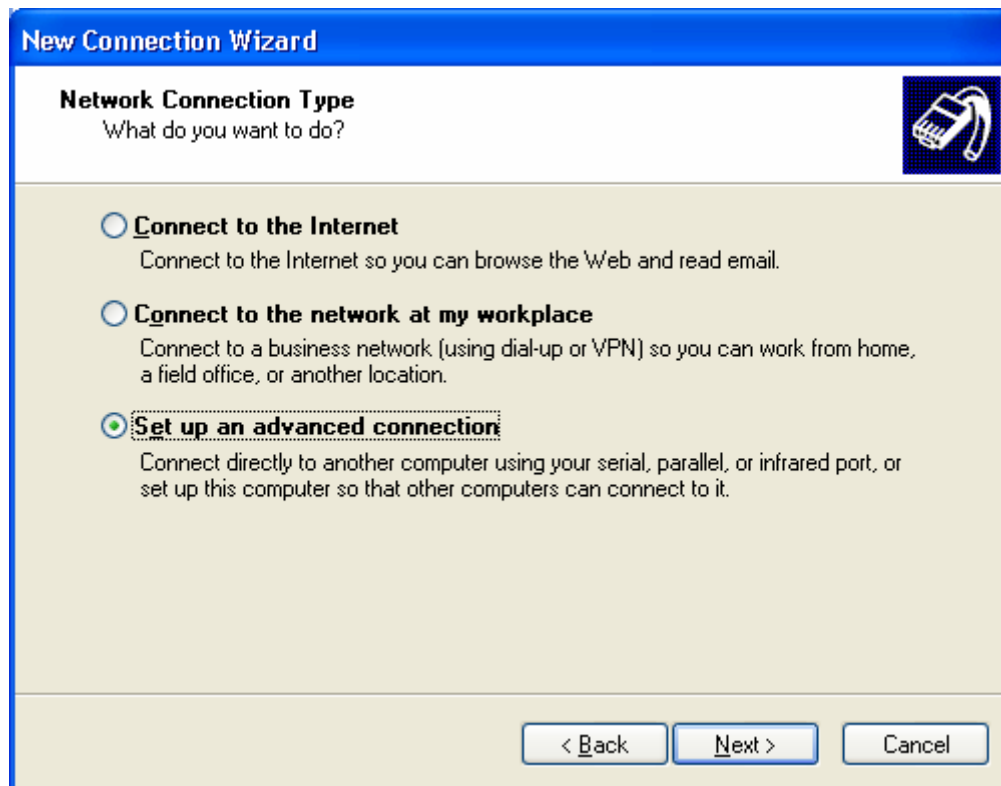 New Connection Wizard
Network Connection Type
What do you want to do?
Connect to the Internet
Connect to the Internet so you can browse the Web and read email.
Connect to the network at my workplace
Connect to a business network (using dial-up or VPN) so you can work from home,
a field office, or another location.
Set up an advanced connection
Connect directly to another computer using your serial, parallel, or infrared port, or
set up this computer so that other computers can connect to it.
< Back Next > Cancel